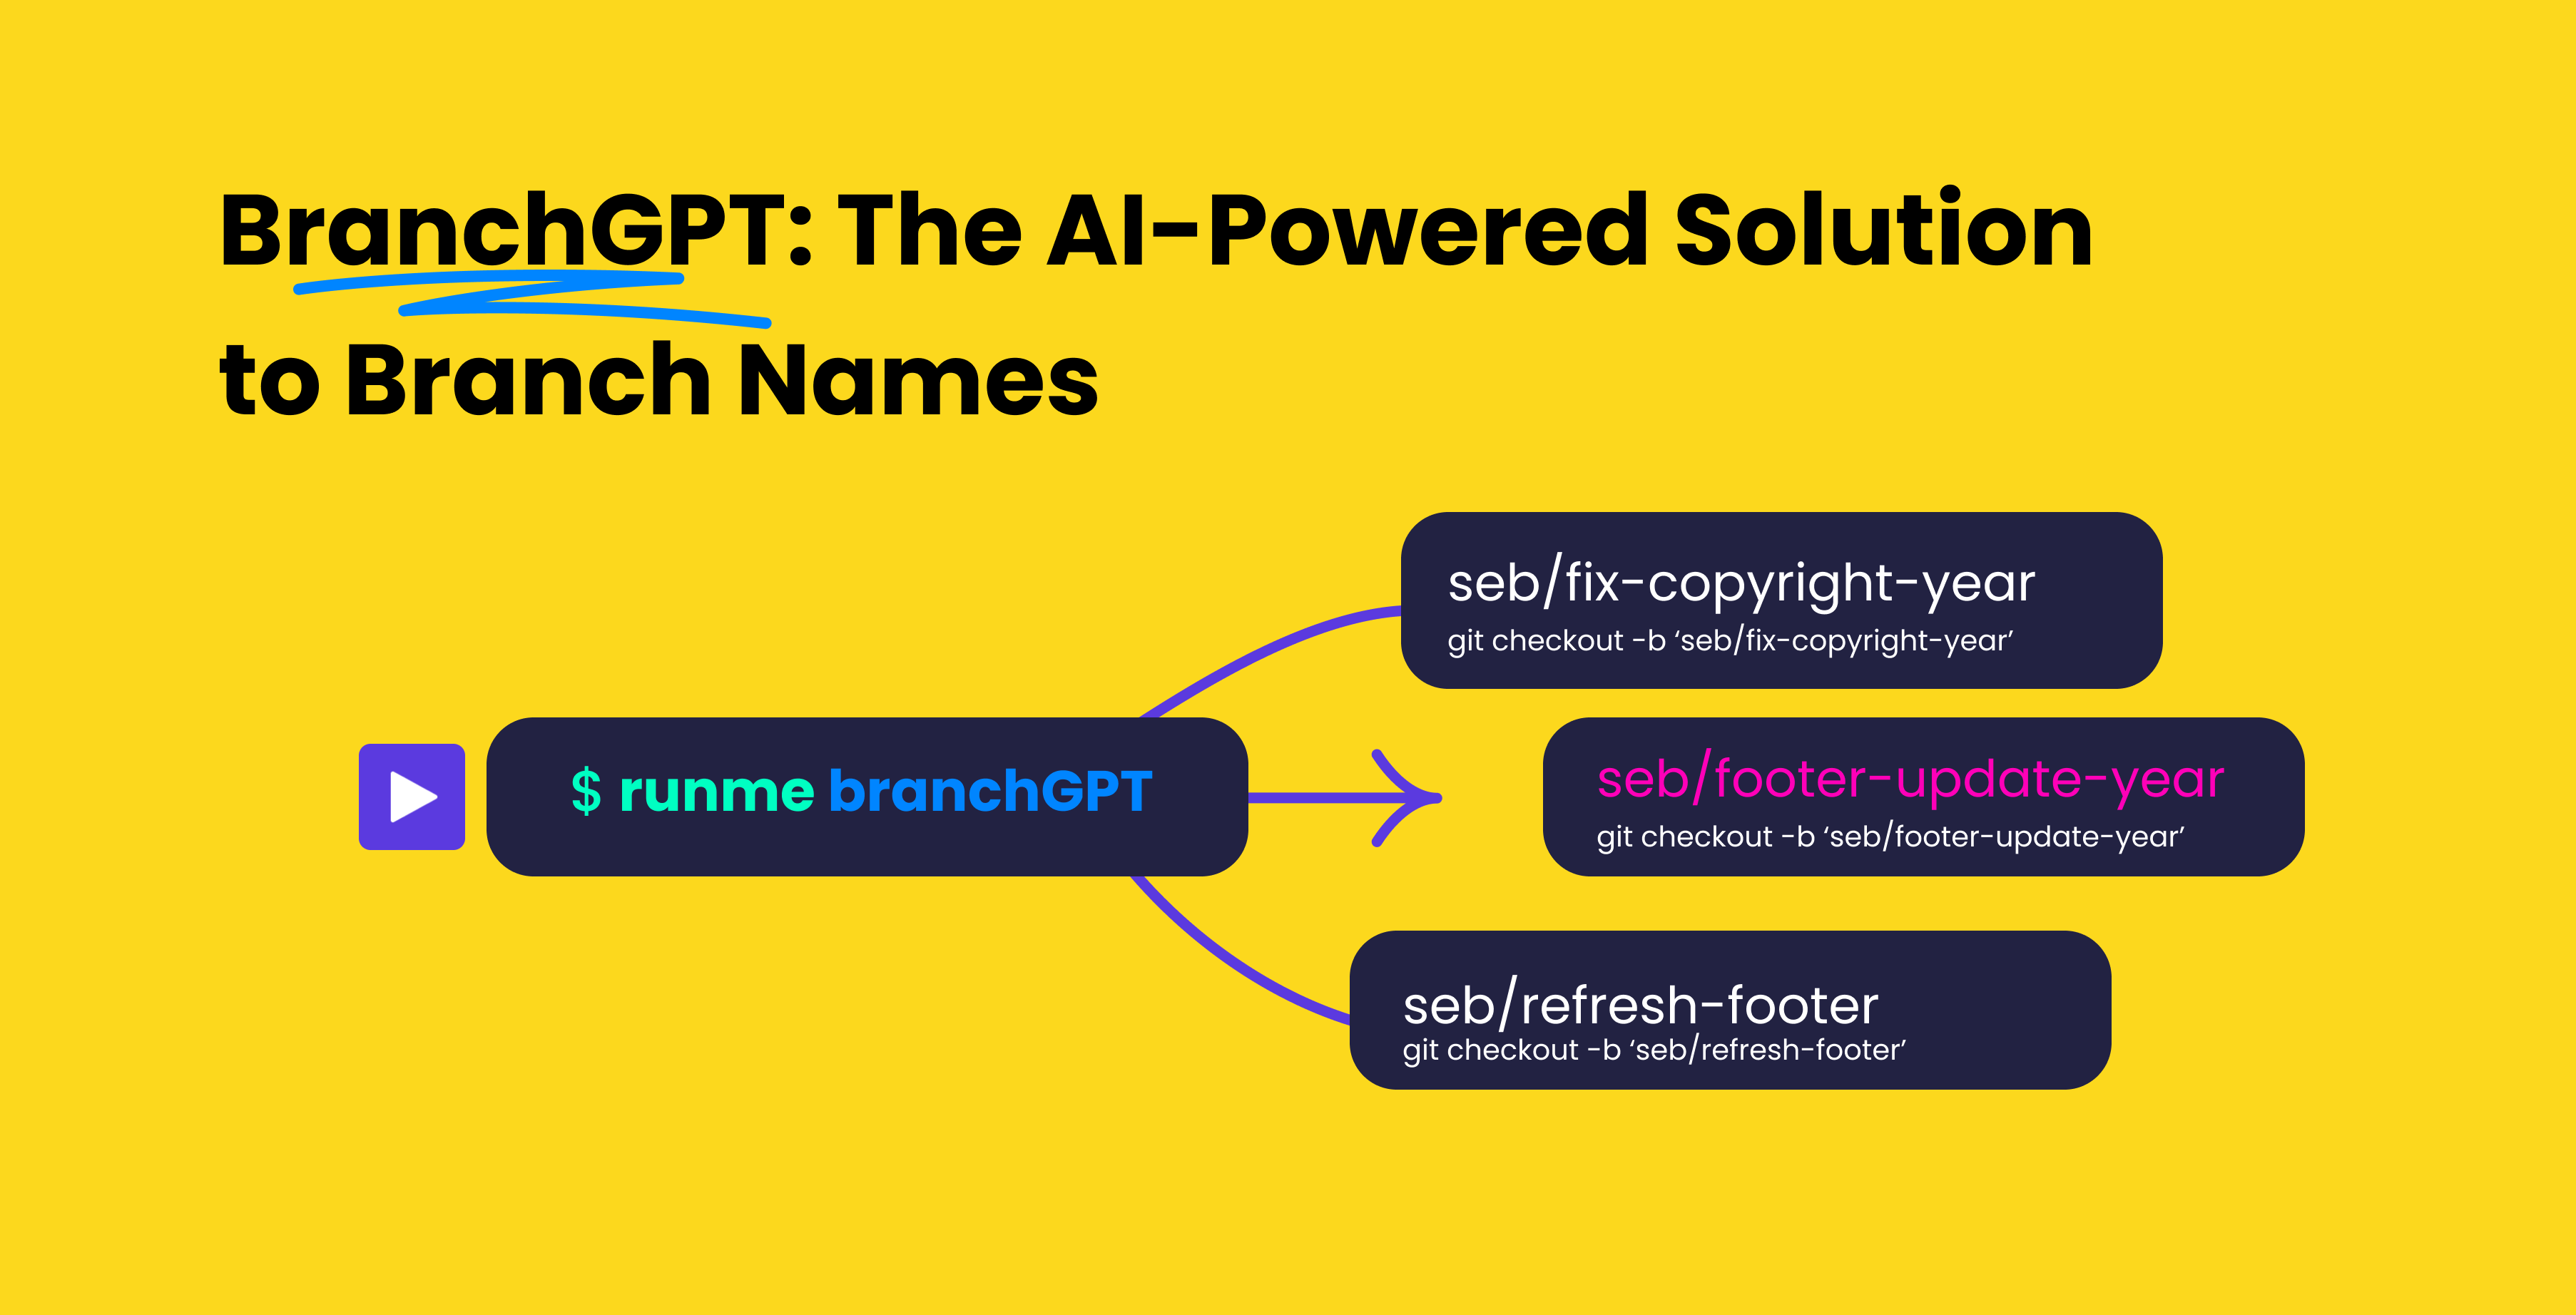 BranchGPT: The AI-Powered Solution
to Branch Names
seb/fix-copyright-year
git checkout -b ‘seb/fix-copyright-year’
$ runme branchGPT
seb/footer-update-year
git checkout -b ‘seb/footer-update-year’
seb/refresh-footer
git checkout -b ‘seb/refresh-footer’